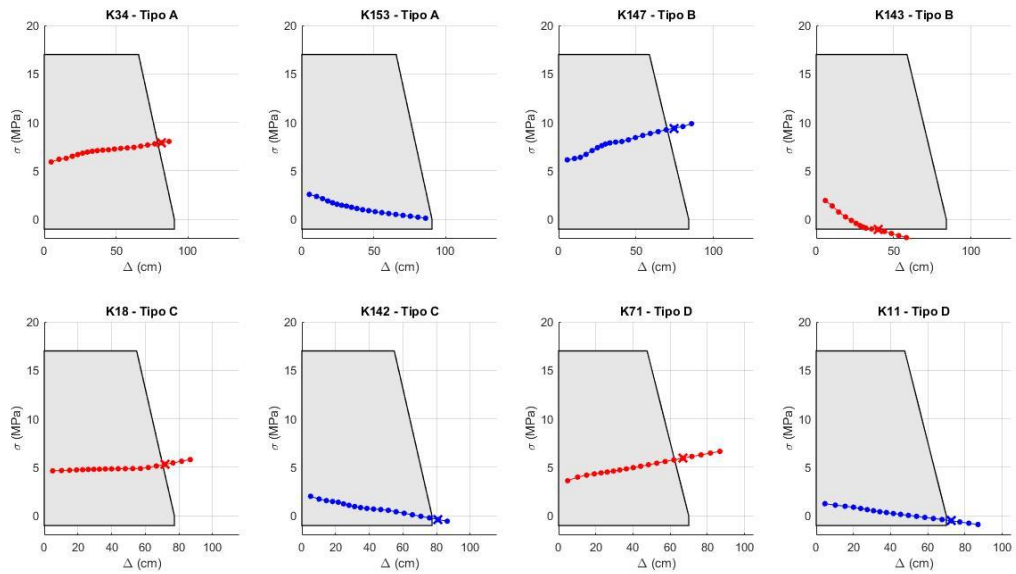 K34 - Tipo A
20
15
10
5
0
σ (MPa)
0 50 100
Δ (cm)
K153 - Tipo A
20
15
10
5
0
σ (MPa)
0 50 100
Δ (cm)
K147 - Tipo B
20
15
10
5
0
σ (MPa)
0 50 100
Δ (cm)
K143 - Tipo B
20
15
10
5
0
σ (MPa)
0 50 100
Δ (cm)
K18 - Tipo C
20
15
10
5
0
σ (MPa)
0 20 40 60 80 100
Δ (cm)
K142 - Tipo C
20
15
10
5
0
σ (MPa)
0 20 40 60 80 100
Δ (cm)
K71 - Tipo D
20
15
10
5
0
σ (MPa)
0 20 40 60 80 100
Δ (cm)
K11 - Tipo D
20
15
10
5
0
σ (MPa)
0 20 40 60 80 100
Δ (cm)